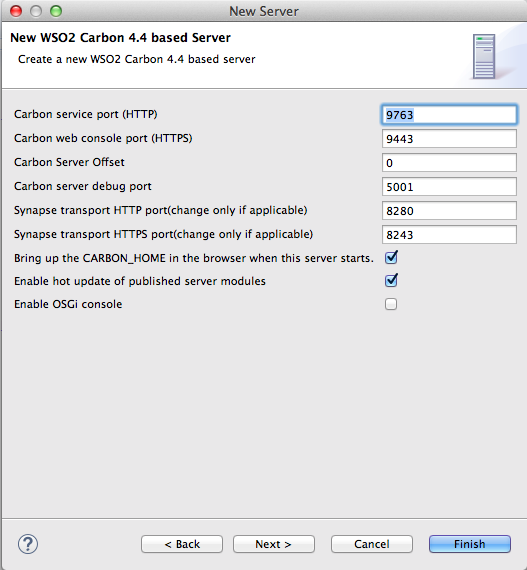 New Server
New WSO2 Carbon 4.4 based Server
Create a new WSO2 Carbon 4.4 based server
Carbon service port (HTTP) 9763
Carbon web console port (HTTPS) 9443
Carbon Server Offset 0
Carbon server debug port 5001
Synapse transport HTTP port(change only if applicable) 8280
Synapse transport HTTPS port(change only if applicable) 8243
Bring up the CARBON_HOME in the browser when this server starts.
Enable hot update of published server modules
Enable OSGi console
? < Back Next > Cancel Finish